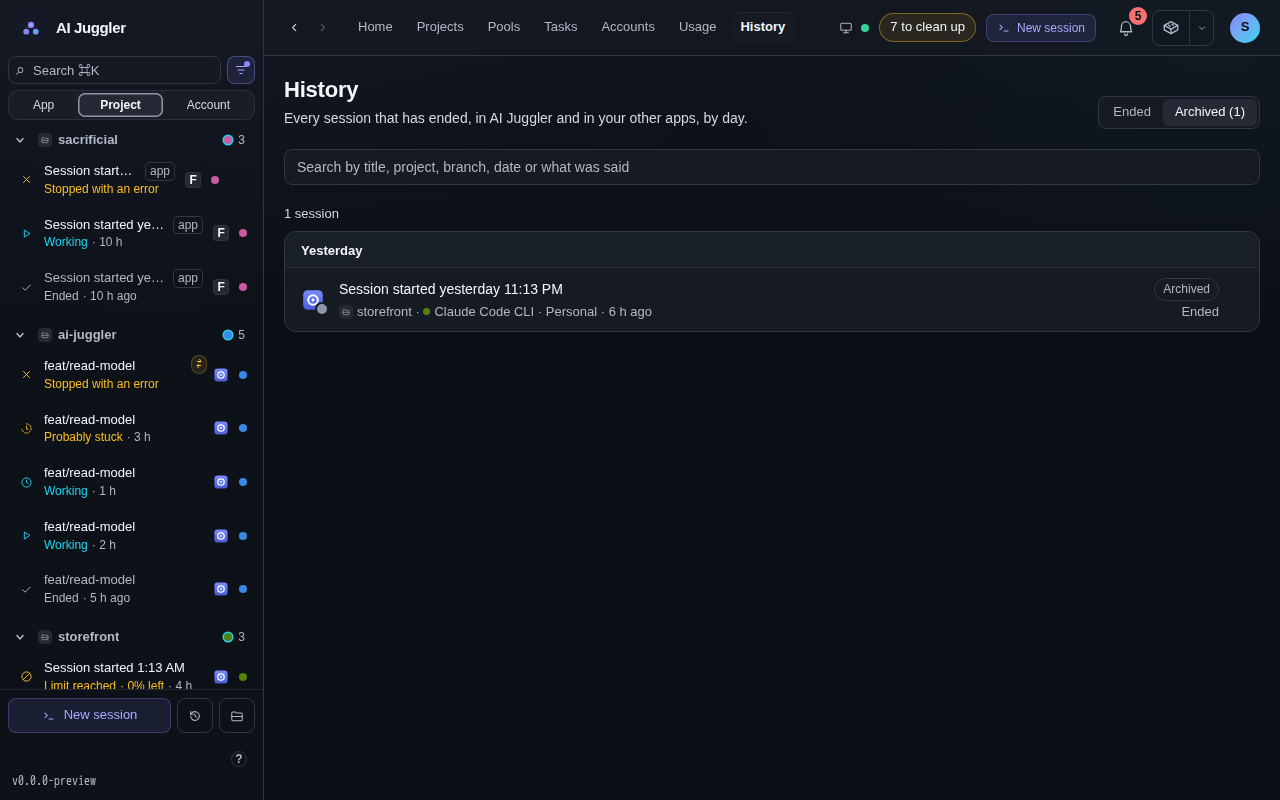 AI Juggler
Search ⌘K
App Project Account
sacrificial 3
Session start… app F
Stopped with an error
Session started ye… app F
Working · 10 h
Session started ye… app F
Ended · 10 h ago
ai-juggler 5
feat/read-model
Stopped with an error
feat/read-model
Probably stuck · 3 h
feat/read-model
Working · 1 h
feat/read-model
Working · 2 h
feat/read-model
Ended · 5 h ago
storefront 3
Session started 1:13 AM
Limit reached · 0% left · 4 h
New session
?
v0.0.0-preview
Home Projects Pools Tasks Accounts Usage History
7 to clean up
New session
5
S
History
Every session that has ended, in AI Juggler and in your other apps, by day.
Ended Archived (1)
Search by title, project, branch, date or what was said
1 session
Yesterday
Session started yesterday 11:13 PM Archived
storefront · Claude Code CLI · Personal · 6 h ago Ended